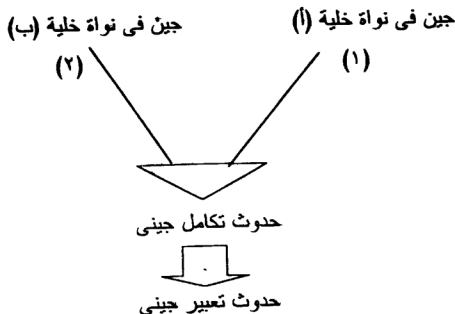 جين فى نواة خلية (أ) جين فى نواة خلية (ب)
(١) (٢)
حدوث تكامل جينى
حدوث تعبير جينى